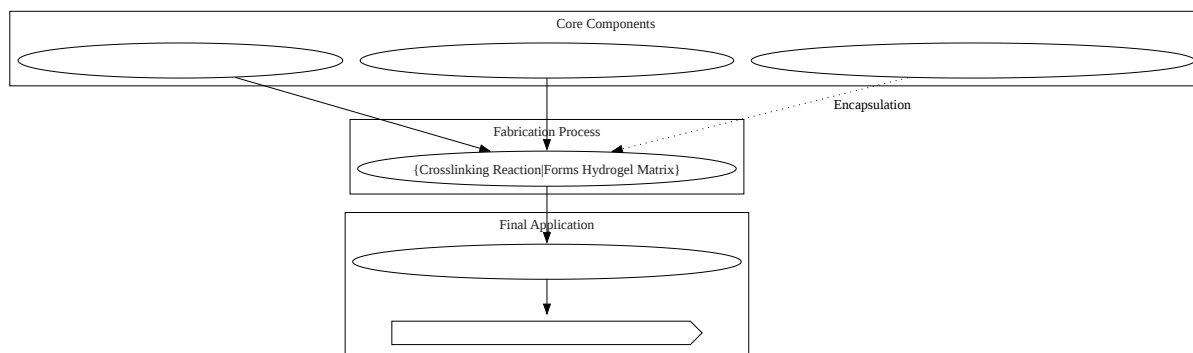 Core Components
Encapsulation
Fabrication Process
{Crosslinking Reaction|Forms Hydrogel Matrix}
Final Application